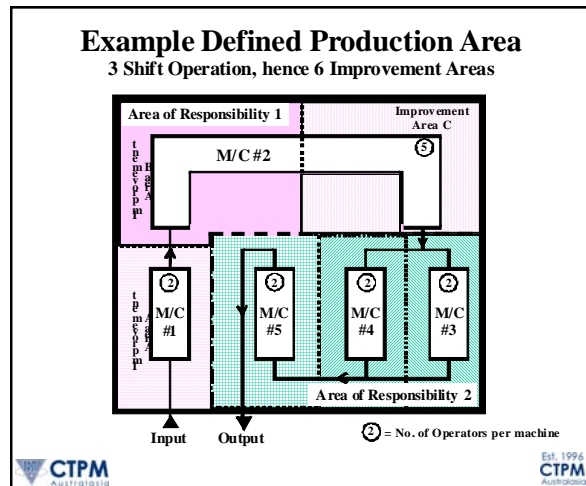 Example Defined Production Area
3 Shift Operation, hence 6 Improvement Areas
Area of Responsibility 1
Improvement
Area C
5
M/C #2
2
M/C
#1
2
M/C
#5
2
M/C
#4
2
M/C
#3
Area of Responsibility 2
Input
Output
2 = No. of Operators per machine
CTPM
Australasia
Est. 1996
CTPM
Australasia